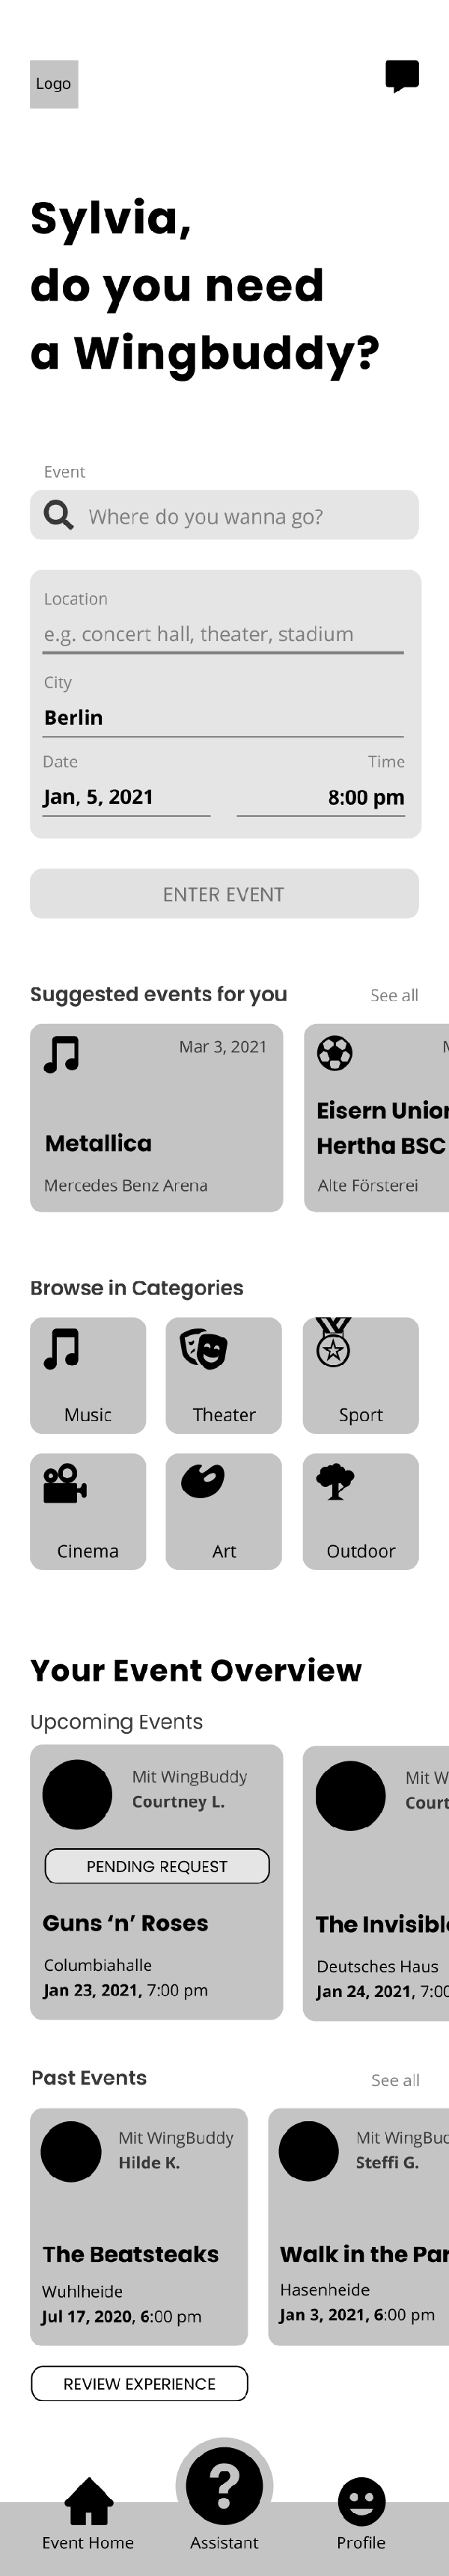 Logo
Sylvia,
do you need
a Wingbuddy?
Event
Where do you wanna go?
Location
e.g. concert hall, theater, stadium
City
Berlin
Date Time
Jan, 5, 2021 8:00 pm
ENTER EVENT
Suggested events for you See all
Mar 3, 2021
Metallica
Mercedes Benz Arena
Eisern Union
Hertha BSC
Alte Försterei
Browse in Categories
Music Theater Sport
Cinema Art Outdoor
Your Event Overview
Upcoming Events
Mit WingBuddy
Courtney L.
PENDING REQUEST
Guns ‘n’ Roses
Columbiahalle
Jan 23, 2021, 7:00 pm
Mit W
Court
The Invisibl
Deutsches Haus
Jan 24, 2021, 7:00
Past Events See all
Mit WingBuddy
Hilde K.
The Beatsteaks
Wuhlheide
Jul 17, 2020, 6:00 pm
Mit WingBud
Steffi G.
Walk in the Par
Hasenheide
Jan 3, 2021, 6:00 pm
REVIEW EXPERIENCE
?
Event Home Assistant Profile